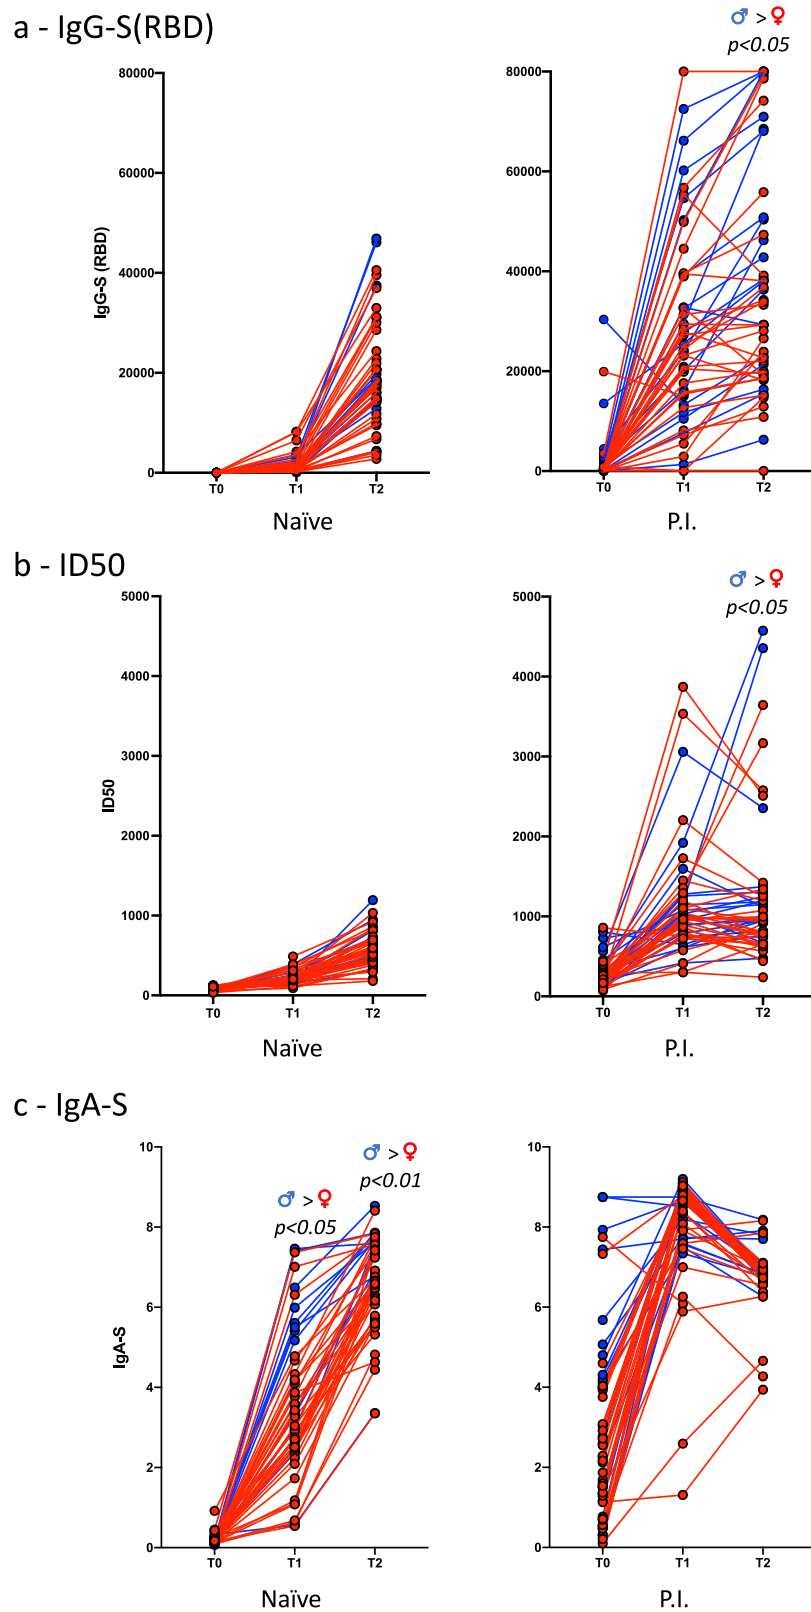 a - IgG-S(RBD)
♂ > ♀
p<0.05
IgG-S (RBD)
80000
60000
40000
20000
0
T0 T1 T2
Naïve
80000
60000
40000
20000
0
T0 T1 T2
P.I.
b - ID50
♂ > ♀
p<0.05
ID50
5000
4000
3000
2000
1000
0
T0 T1 T2
Naïve
5000
4000
3000
2000
1000
0
T0 T1 T2
P.I.
c - IgA-S
♂ > ♀
p<0.01
♂ > ♀
p<0.05
IgA-S
10
8
6
4
2
0
T0 T1 T2
Naïve
10
8
6
4
2
0
T0 T1 T2
P.I.